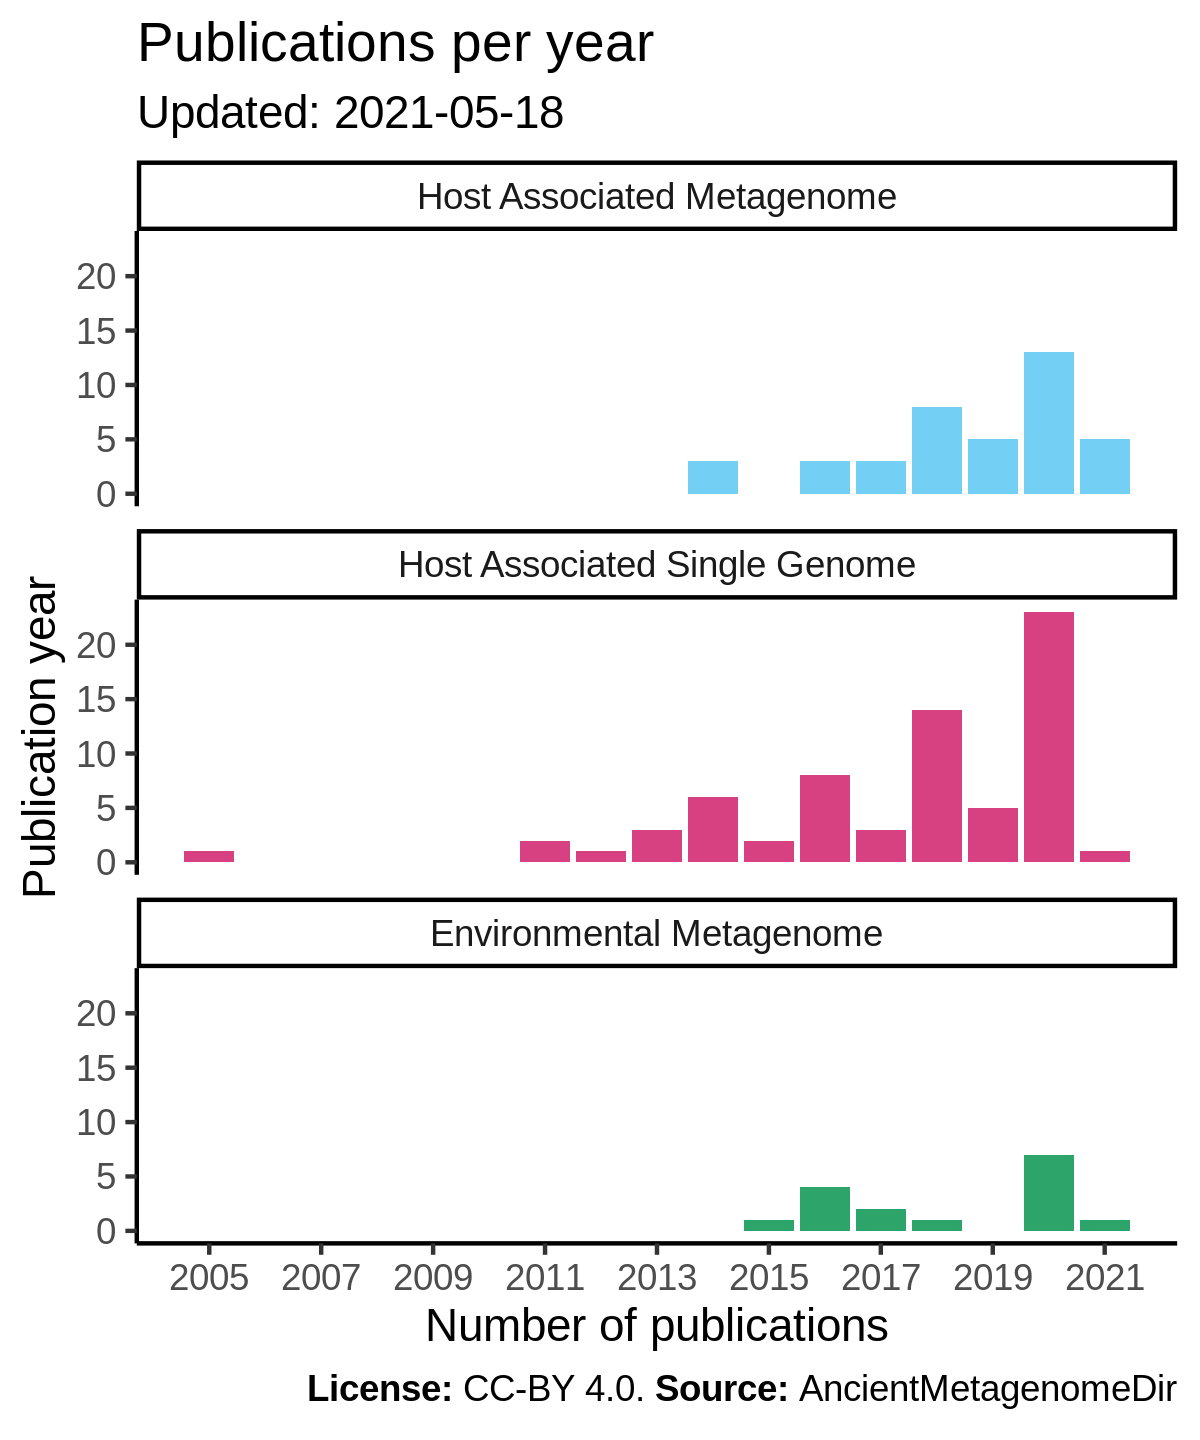 Publications per year
Updated: 2021-05-18
Host Associated Metagenome
20
15
10
5
0
Host Associated Single Genome
20
15
10
5
0
Publication year
Environmental Metagenome
20
15
10
5
0
2005 2007 2009 2011 2013 2015 2017 2019 2021
Number of publications
License: CC-BY 4.0. Source: AncientMetagenomeDir